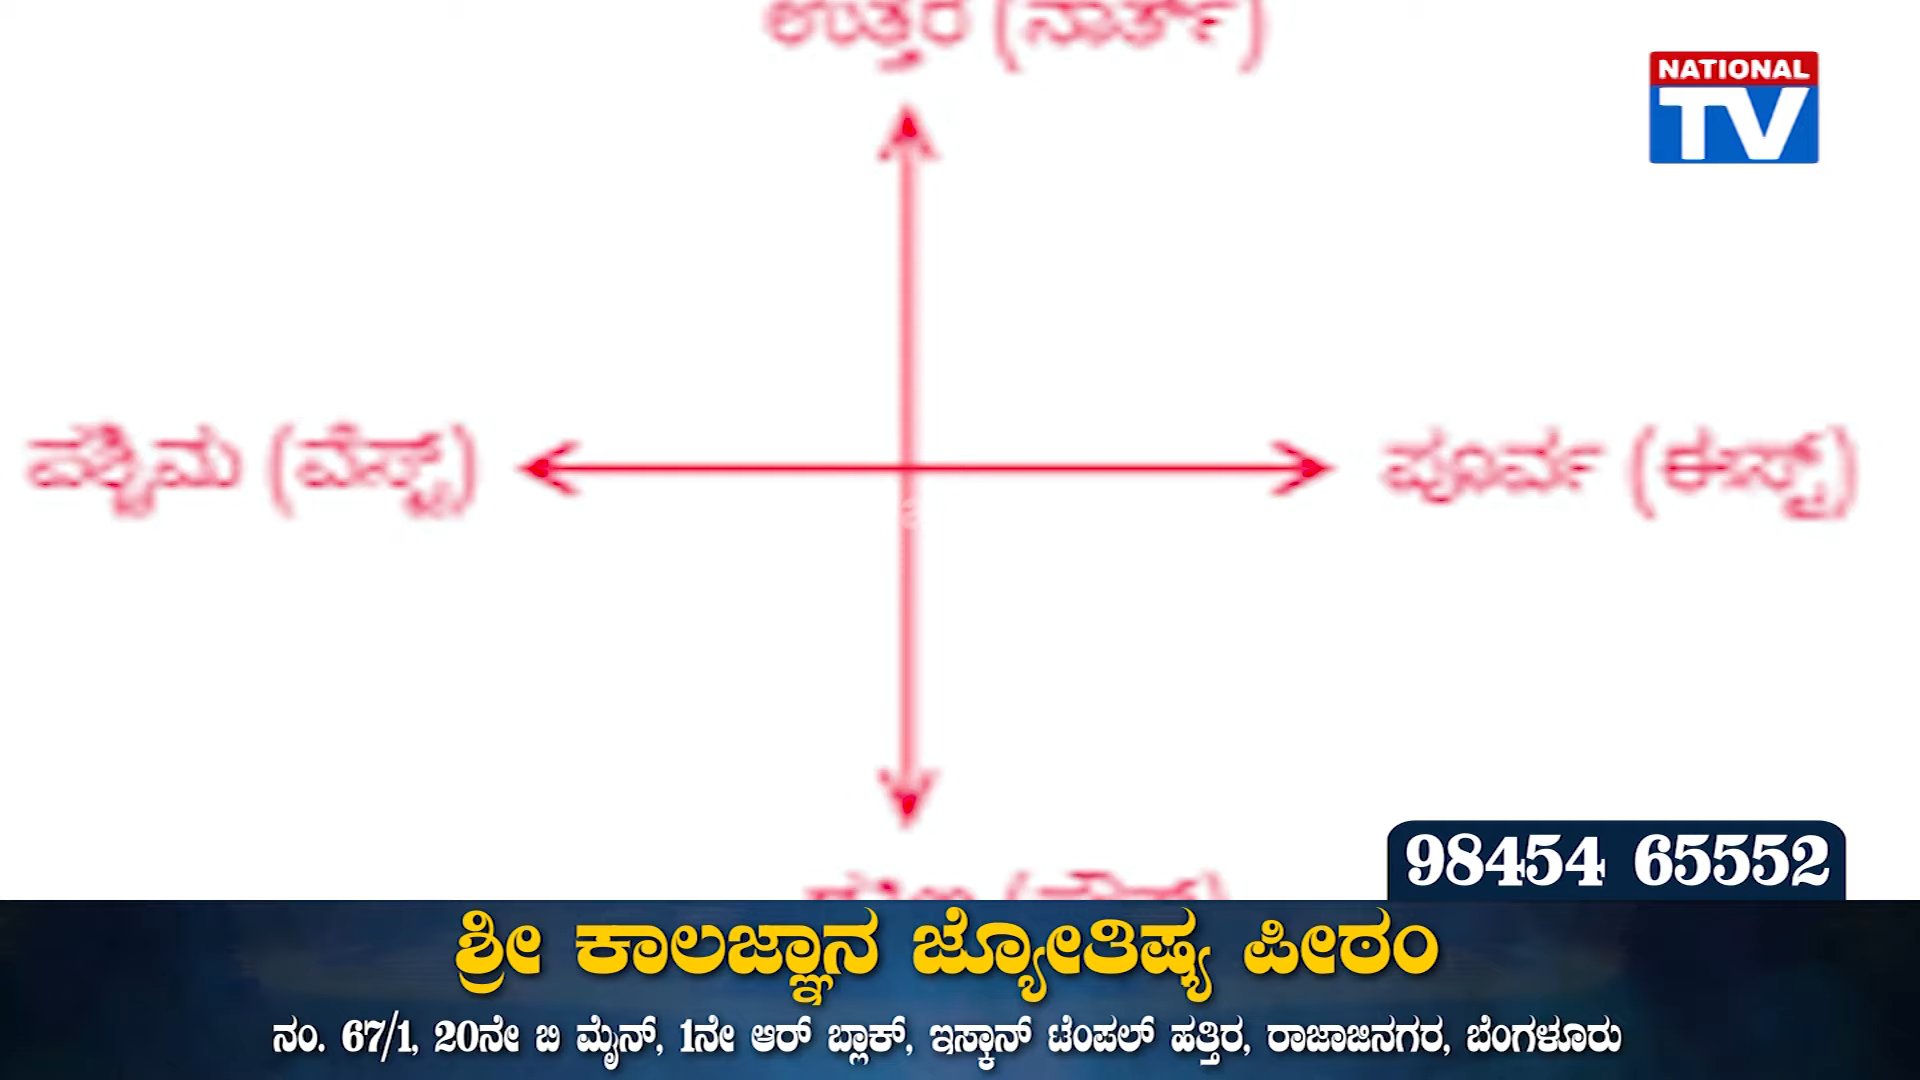 ಉತ್ತರ (ನಾರ್ತ್)
NATIONAL
TV
ಪಶ್ಚಿಮ (ವೆಸ್ಟ್)
ಪೂರ್ವ (ಈಸ್ಟ್)
98454 65552
ಶ್ರೀ ಕಾಲಜ್ಞಾನ ಜ್ಯೋತಿಷ್ಯ ಪೀಠಂ
ನಂ. 67/1, 20ನೇ ಬಿ ಮೈನ್, 1ನೇ ಆರ್ ಬ್ಲಾಕ್, ಇಸ್ಕಾನ್ ಟೆಂಪಲ್ ಹತ್ತಿರ, ರಾಜಾಜಿನಗರ, ಬೆಂಗಳೂರು